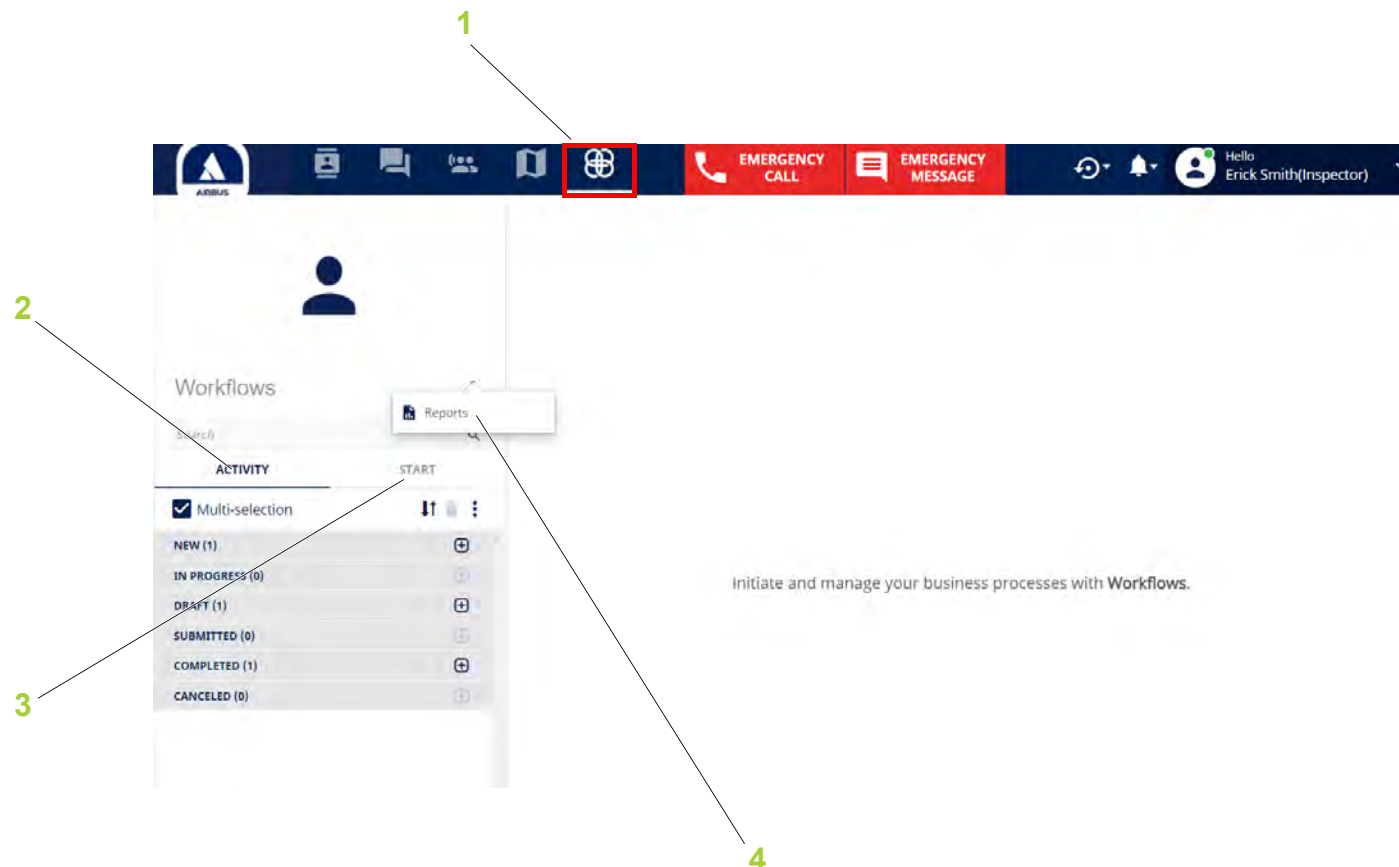 1
AIRBUS
EMERGENCY
CALL
EMERGENCY
MESSAGE
Hello
Erick Smith(Inspector)
2
Workflows
Reports
Search
ACTIVITY
START
Multi-selection
NEW (1)
IN PROGRESS (0)
DRAFT (1)
SUBMITTED (0)
COMPLETED (1)
CANCELED (0)
Initiate and manage your business processes with Workflows.
3
4